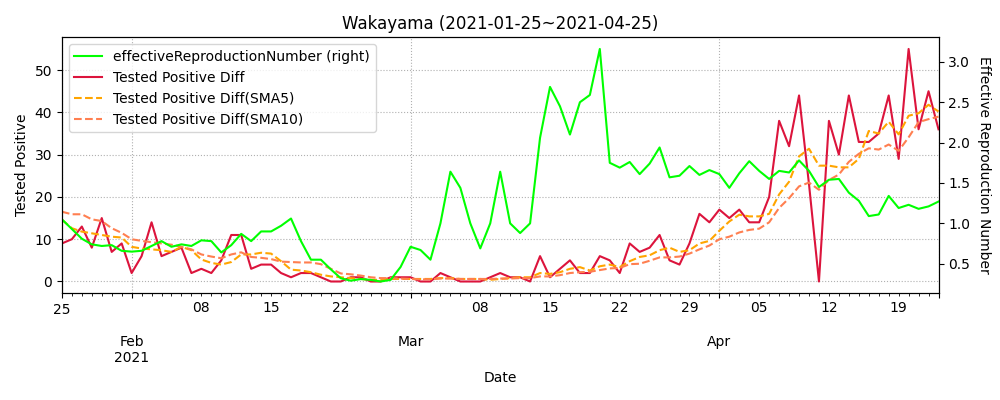 Wakayama (2021-01-25~2021-04-25)
effectiveReproductionNumber (right)
Tested Positive Diff
Tested Positive Diff(SMA5)
Tested Positive Diff(SMA10)
Tested Positive
50
40
30
20
10
0
3.0
2.5
2.0
1.5
1.0
0.5
Effective Reproduction Number
25 08 15 22 08 15 22 29 05 12 19
Feb Mar Apr
2021
Date